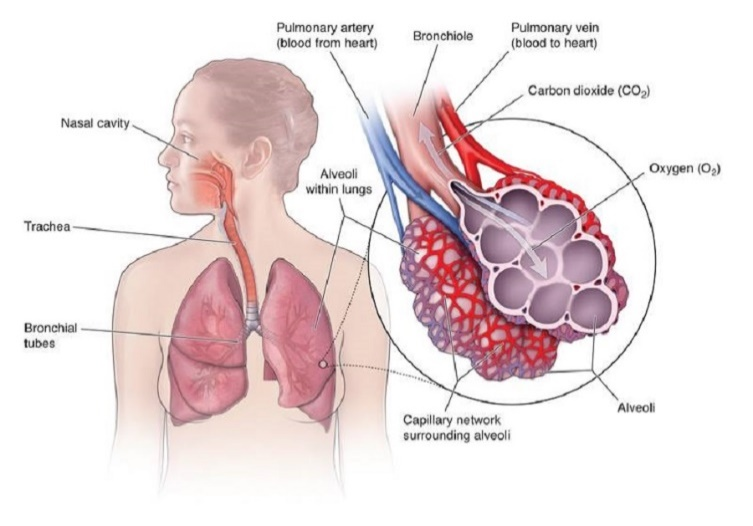 Pulmonary artery
(blood from heart)
Bronchiole
Pulmonary vein
(blood to heart)
Carbon dioxide (CO₂)
Nasal cavity
Oxygen (O₂)
Alveoli
within lungs
Trachea
Bronchial
tubes
Alveoli
Capillary network
surrounding alveoli